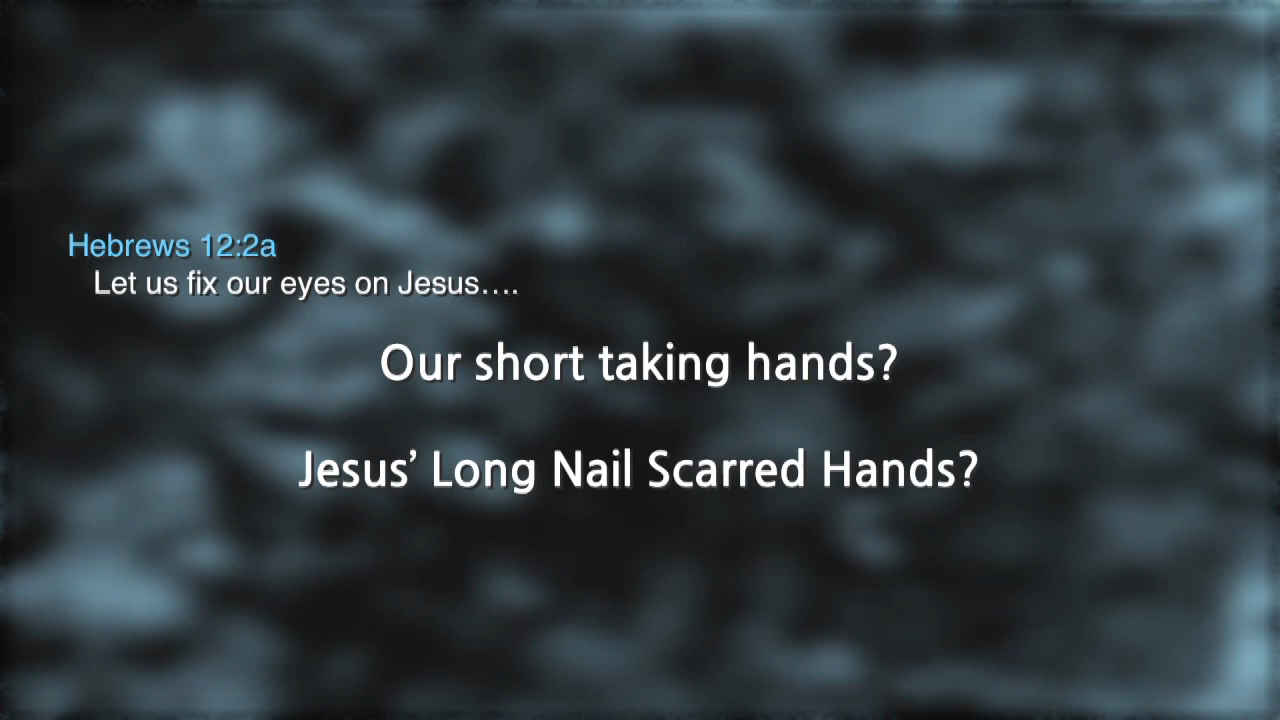 Hebrews 12:2a
Let us fix our eyes on Jesus….
Our short taking hands?
Jesus’ Long Nail Scarred Hands?